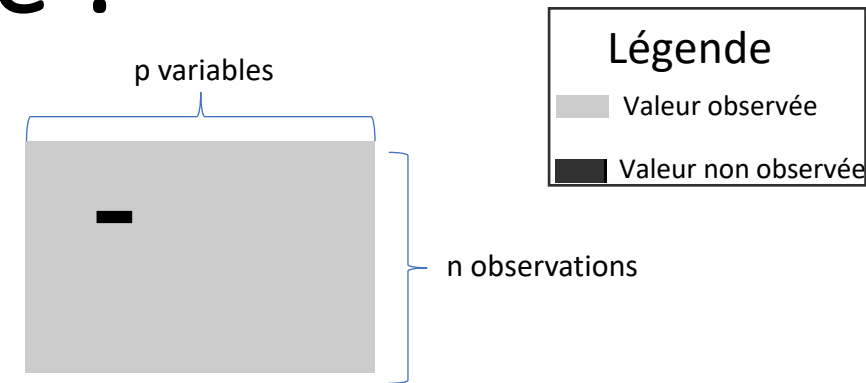 e ?
p variables
n observations
Légende
Valeur observée
Valeur non observée